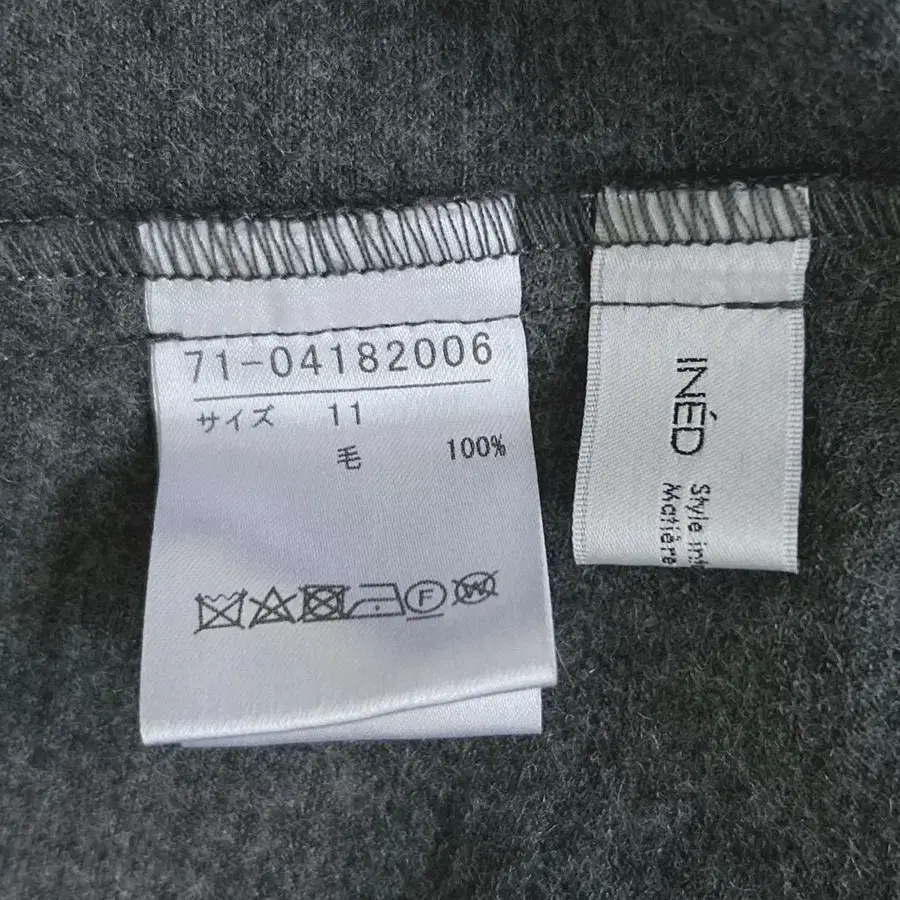 71-04182006
サイズ 11
毛 100%
F
W
INÉD
Style
Matière